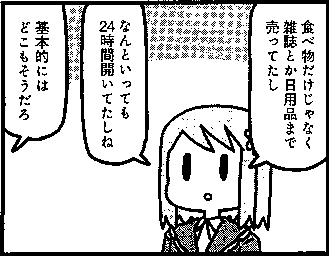 食べ物だけじゃなく
雑誌とか日用品まで
売ってたし
なんといっても
24時間開いてたしね
基本的には
どこもそうだろ